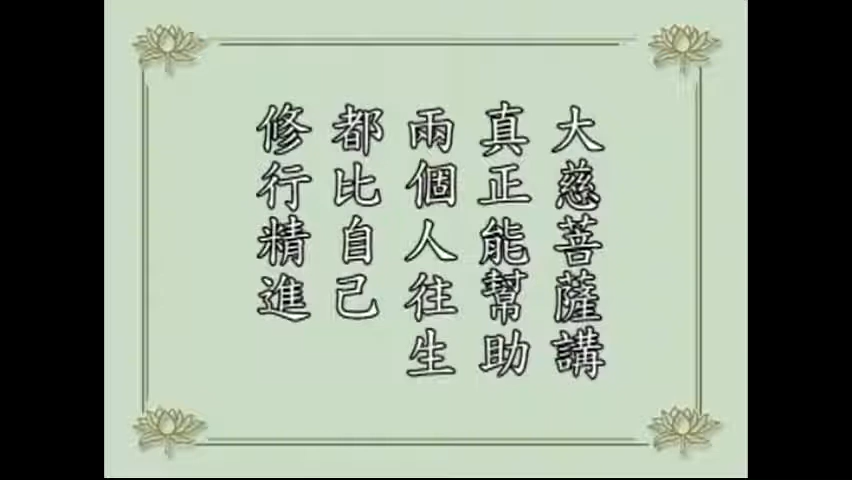 大慈菩薩講
真正能幫助
兩個人往生
都比自己
修行精進